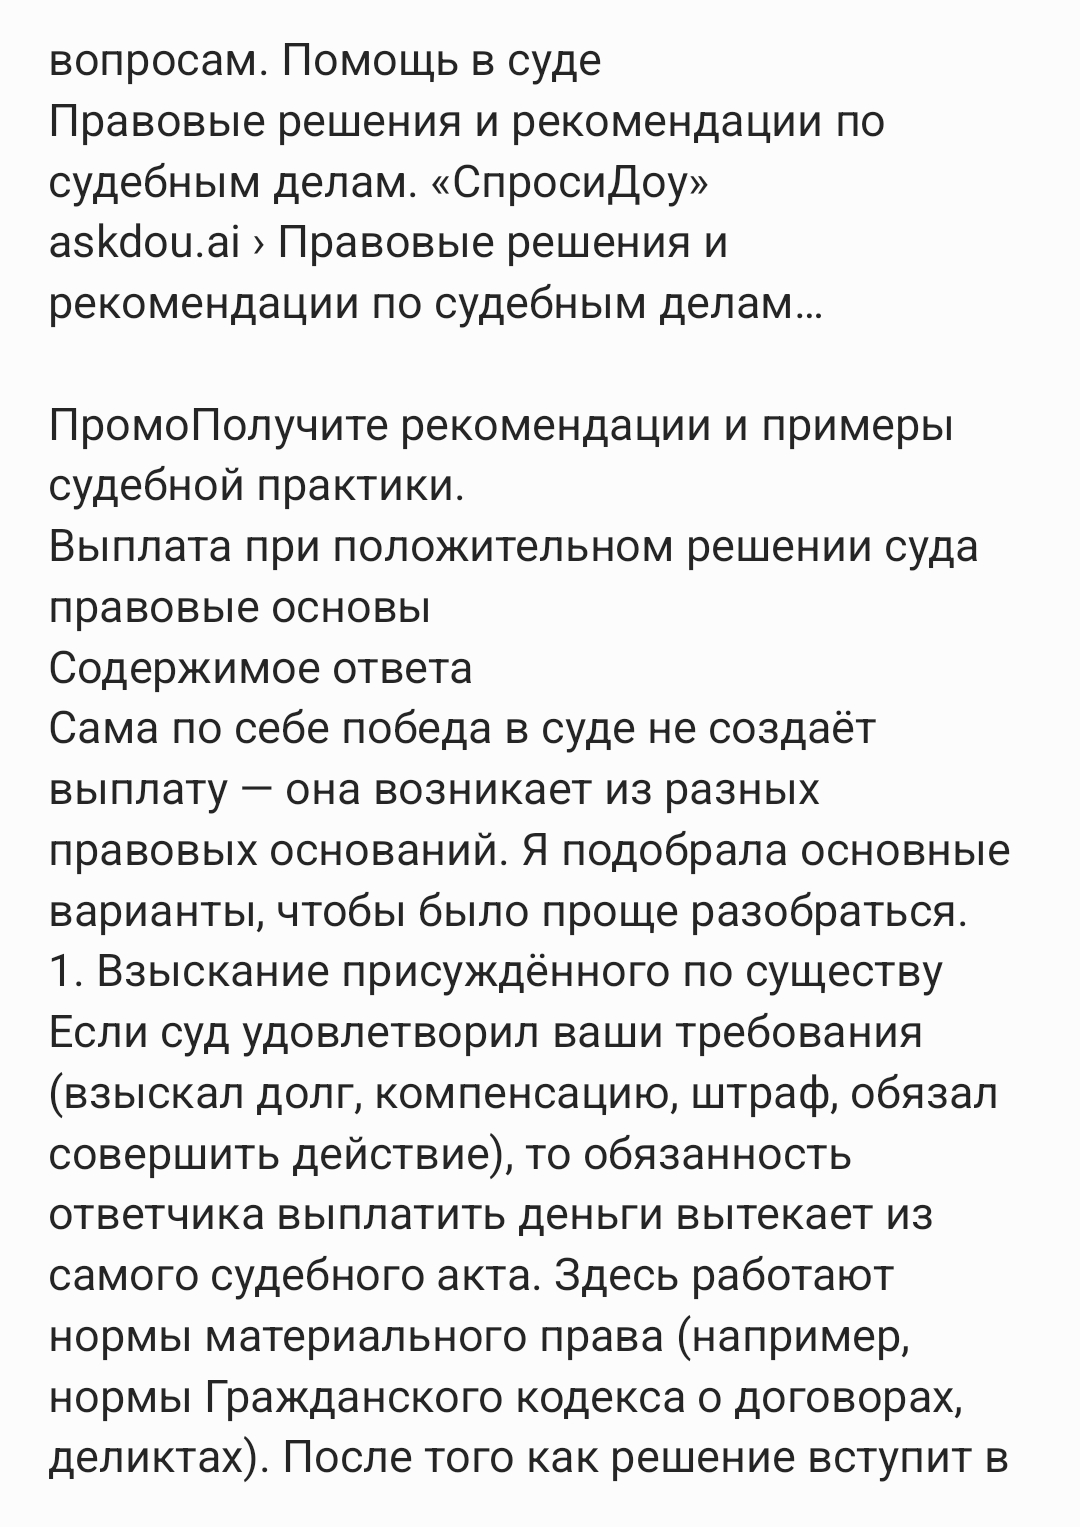 вопросам. Помощь в суде
Правовые решения и рекомендации по
судебным делам. «СпросиДоу»
askdou.ai › Правовые решения и
рекомендации по судебным делам…
ПромоПолучите рекомендации и примеры
судебной практики.
Выплата при положительном решении суда
правовые основы
Содержимое ответа
Сама по себе победа в суде не создаёт
выплату — она возникает из разных
правовых оснований. Я подобрала основные
варианты, чтобы было проще разобраться.
1. Взыскание присуждённого по существу
Если суд удовлетворил ваши требования
(взыскал долг, компенсацию, штраф, обязал
совершить действие), то обязанность
ответчика выплатить деньги вытекает из
самого судебного акта. Здесь работают
нормы материального права (например,
нормы Гражданского кодекса о договорах,
деликтах). После того как решение вступит в